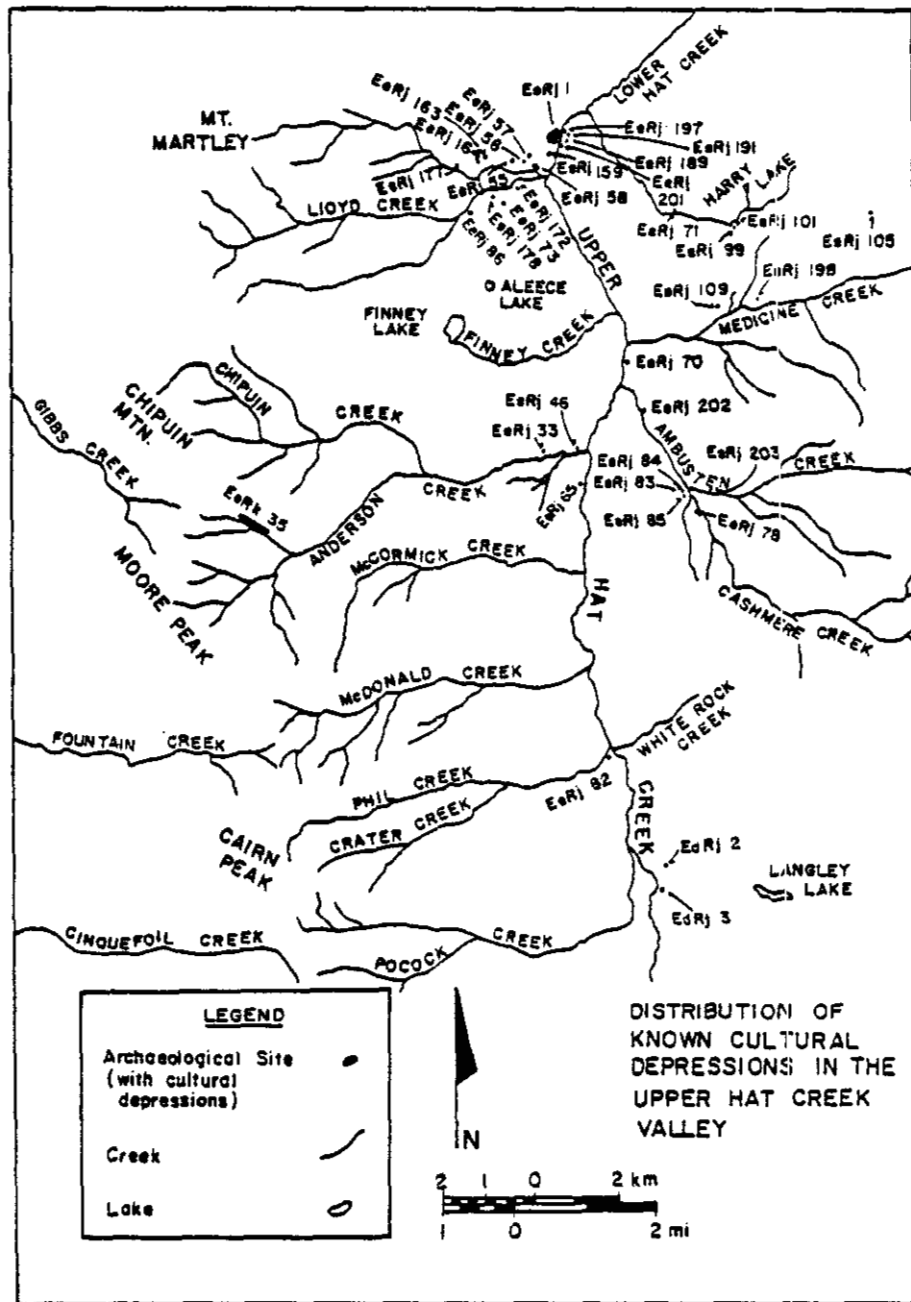 LOWER
HAT CREEK
EeRj 1
EeRj 57
EeRj 163
EeRj 197
EeRj 191
EeRj 189
EeRj
201
EeRj 159
EeRj 58
MT.
MARTLEY
EeRj 177
EeRj 55
LLOYD CREEK
HARRY LAKE
EeRj 71
EeRj 101
EeRj 99
EeRj 105
EeRj 172
EeRj 73
EeRj 178
EeRj 86
UPPER
ALEECE
LAKE
FINNEY
LAKE
FINNEY CREEK
EeRj 109
EeRj 198
MEDICINE CREEK
EeRj 70
CHIPUIN
MTN.
CHIPUIN
CREEK
GIBBS
CREEK
EeRj 46
EeRj 33
EeRj 202
AMBUSTEN
CREEK
EeRj 203
EeRj 84
EeRj 83
EeRj 85
EeRj 78
EeRj 65
EeRk 35
ANDERSON
CREEK
MOORE PEAK
McCORMICK CREEK
HAT
CASHMERE CREEK
McDONALD CREEK
FOUNTAIN CREEK
WHITE ROCK
CREEK
EeRj 82
PHIL CREEK
CRATER CREEK
CAIRN
PEAK
CREEK
EdRj 2
LANGLEY
LAKE
EdRj 3
CINQUEFOIL CREEK
POCOCK CREEK
LEGEND
Archaeological Site
(with cultural
depressions)
Creek
Lake
N
2 1 0 2 km
1 0 2 mi
DISTRIBUTION OF
KNOWN CULTURAL
DEPRESSIONS IN THE
UPPER HAT CREEK
VALLEY